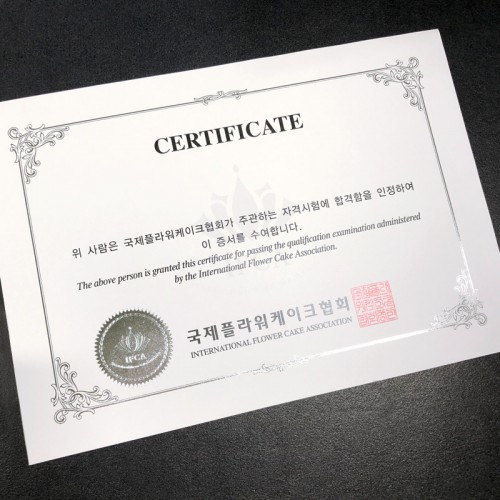 CERTIFICATE
위 사람은 국제플라워케이크협회가 주관하는 자격시험에 합격함을 인정하여
이 증서를 수여합니다.
The above person is granted this certificate for passing the qualification examination administered
by the International Flower Cake Association.
IFCA
국제플라워케이크협회
INTERNATIONAL FLOWER CAKE ASSOCIATION